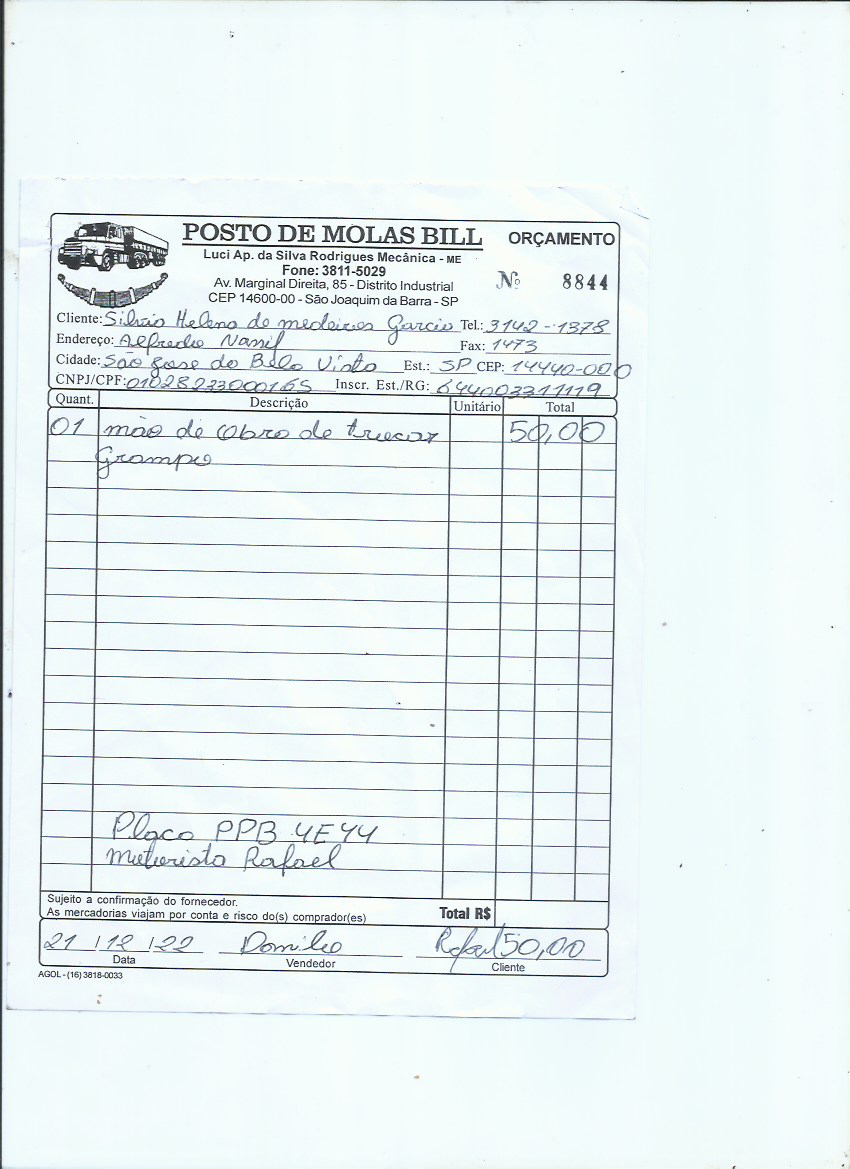 POSTO DE MOLAS BILL ORÇAMENTO
Luci Ap. da Silva Rodrigues Mecânica - ME
Fone: 3811-5029
Av. Marginal Direita, 85 - Distrito Industrial Nº 8844
CEP 14600-00 - São Joaquim da Barra - SP
Cliente: Silvia Helena de medeiros Garcia Tel.: 3142-1378
Endereço: Alfredo Nassif Fax: 1473
Cidade: São Jose do Bela Vista Est.: SP CEP: 14440-000
CNPJ/CPF: 01028233000165 Inscr. Est./RG: 644003311119
Quant. Descrição Unitário Total
01 mão de Obra de trocar 50,00
Grampo
Placa PPB 4E44
Motorista Rafael
Sujeito a confirmação do fornecedor.
As mercadorias viajam por conta e risco do(s) comprador(es) Total R$
21 / 12 / 22 Danilo Rafael 50,00
Data Vendedor Cliente
AGOL - (16) 3818-0033